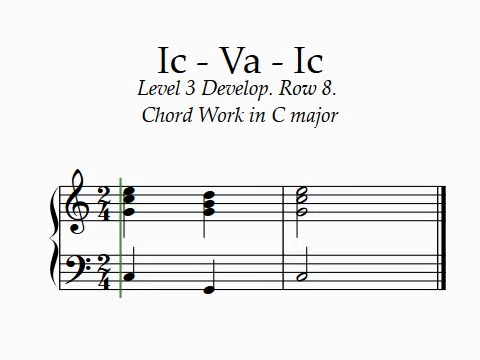 Ic - Va - Ic
Level 3 Develop. Row 8.
Chord Work in C major
2
4
2
4